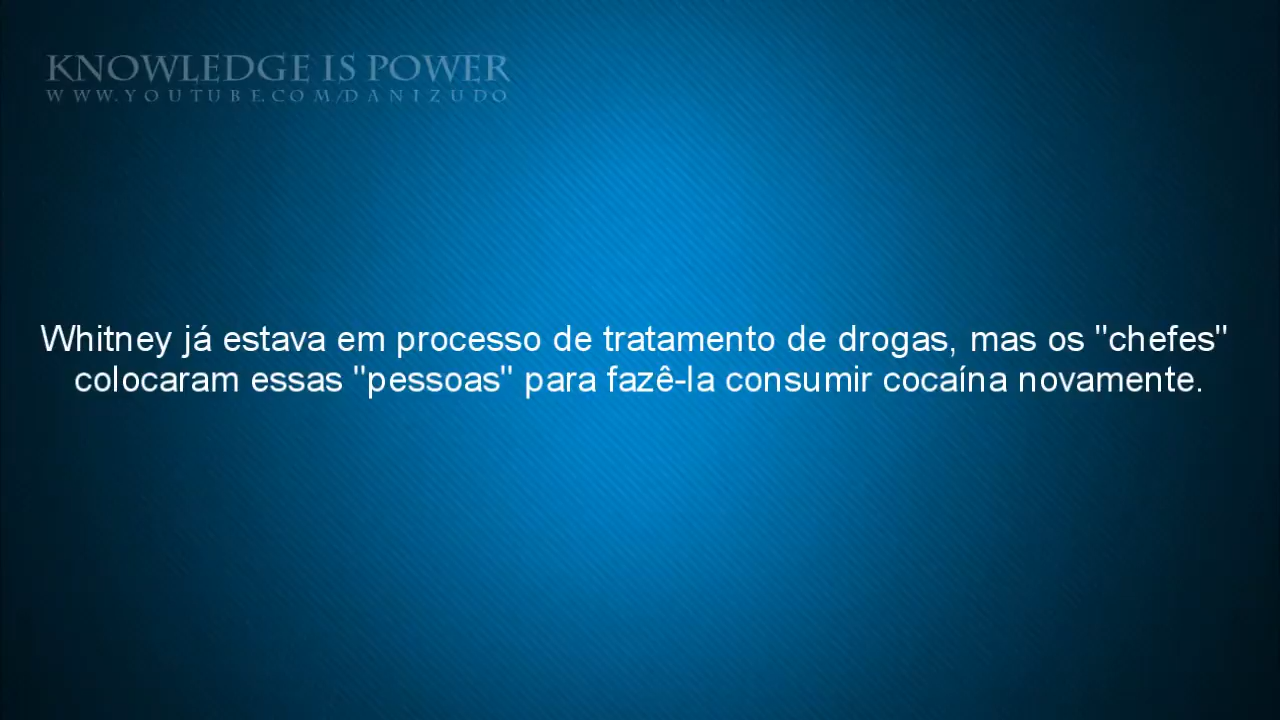 KNOWLEDGE IS POWER
WWW.YOUTUBE.COM/DANIZUDO
Whitney já estava em processo de tratamento de drogas, mas os "chefes"
colocaram essas "pessoas" para fazê-la consumir cocaína novamente.